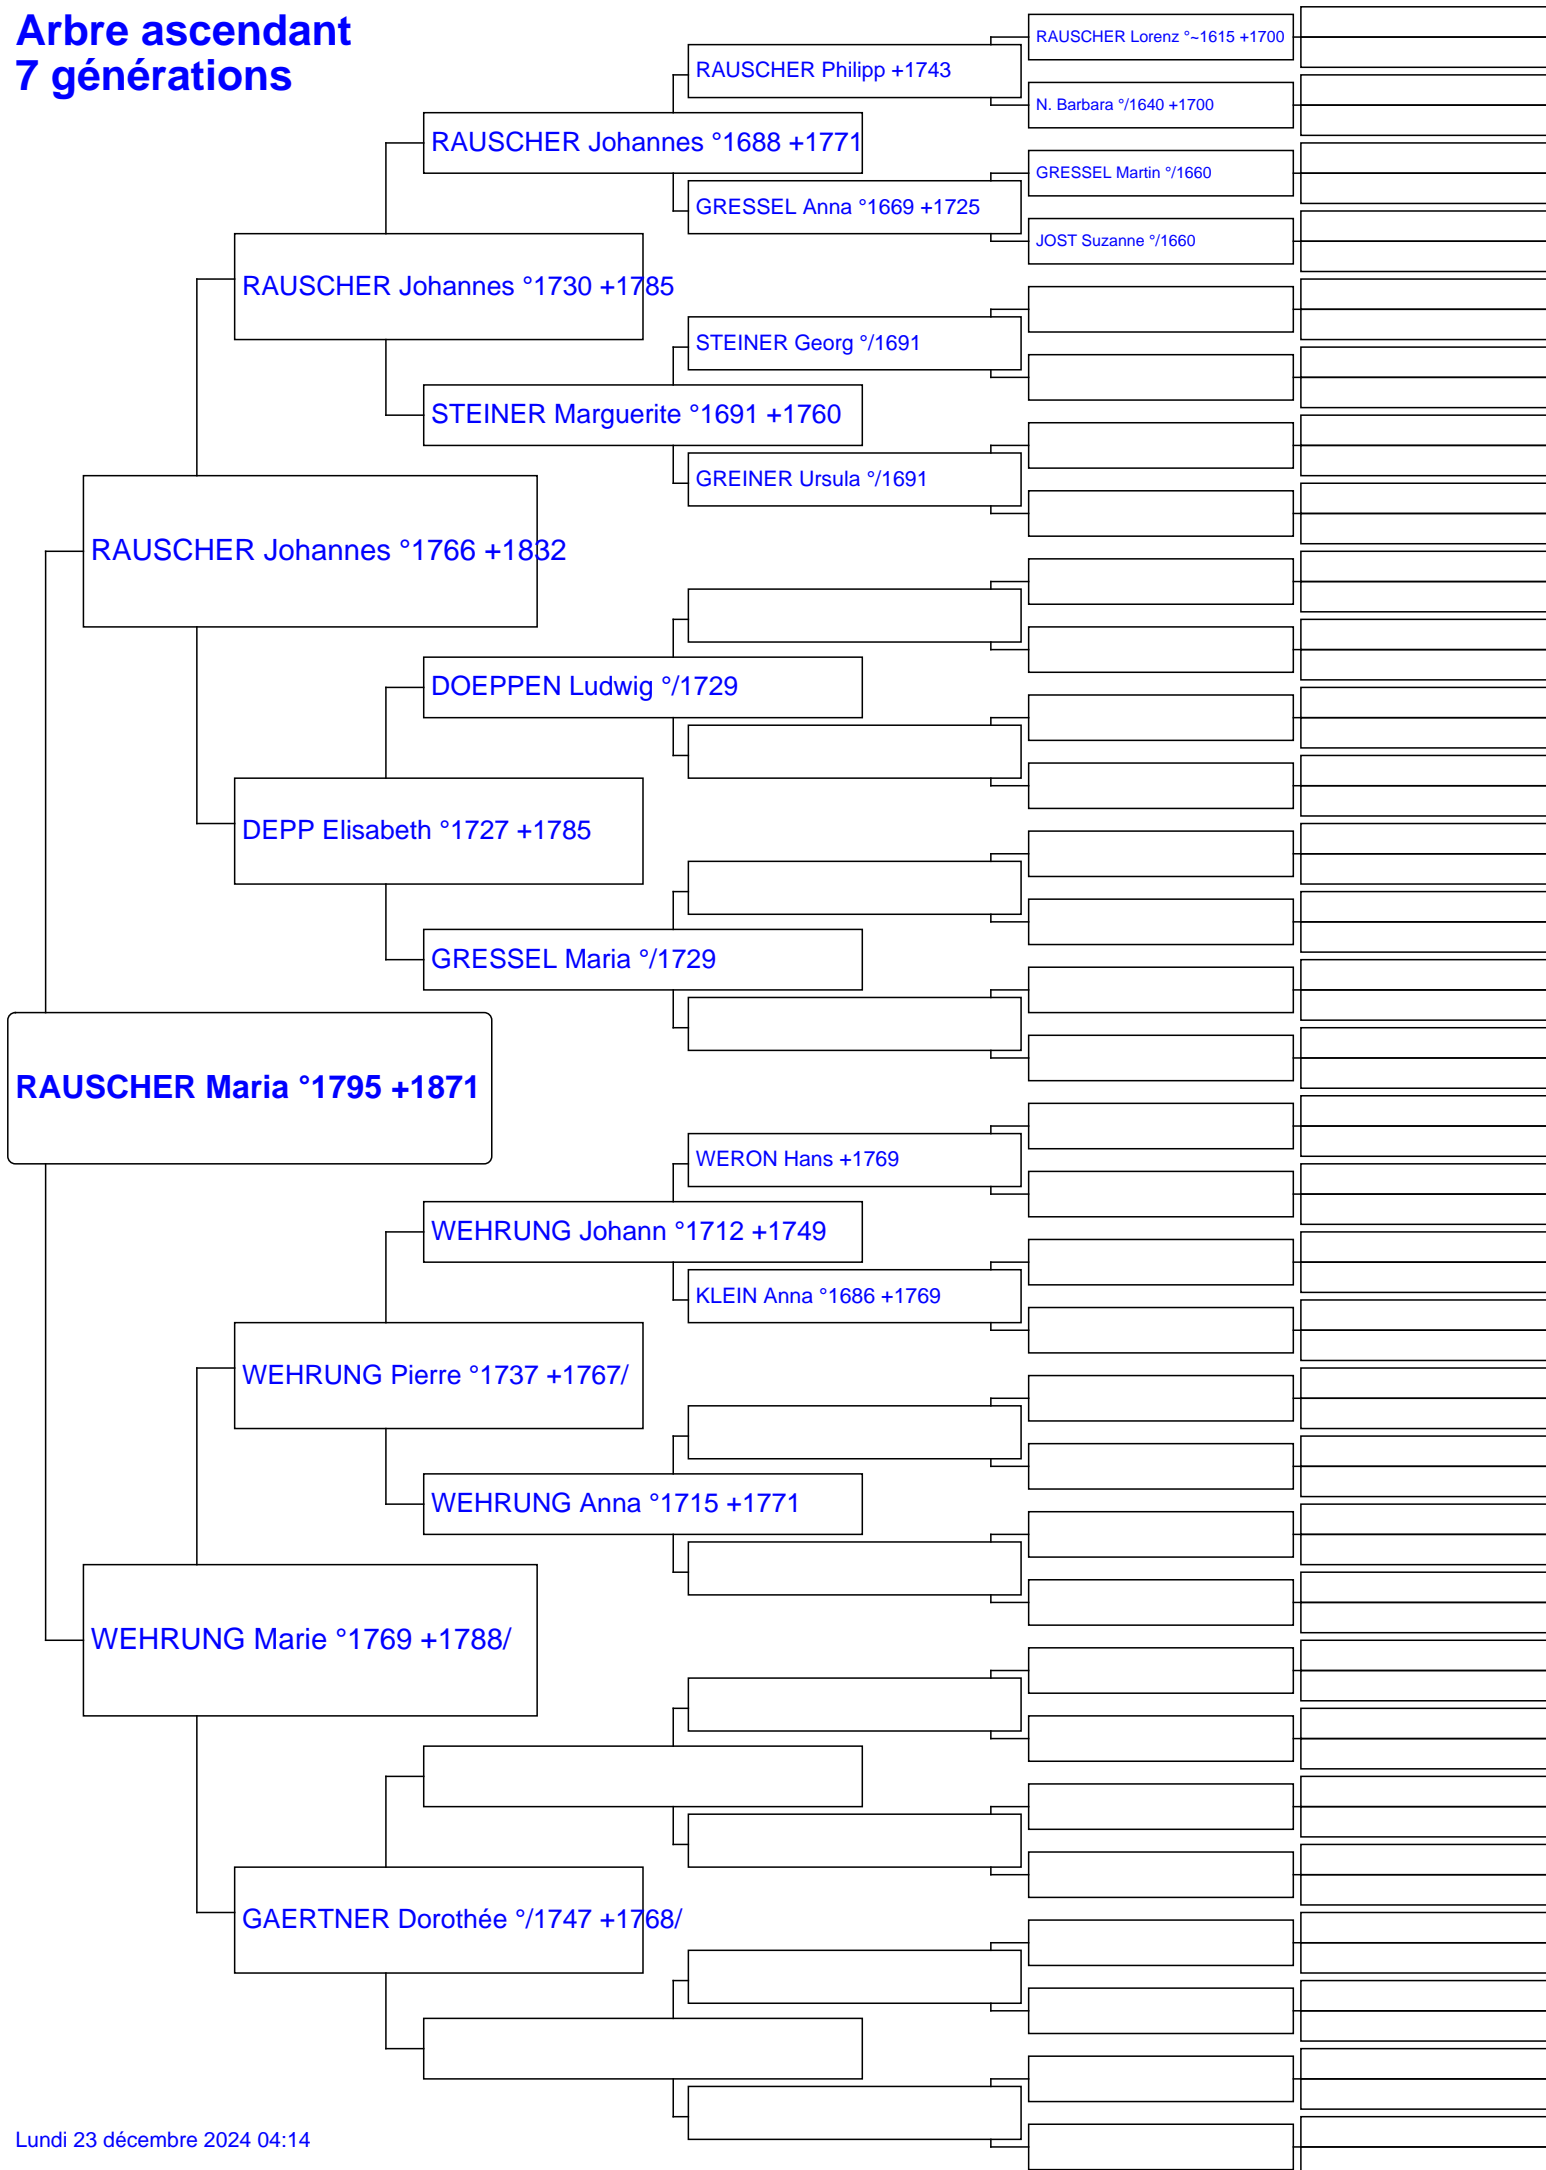 Arbre ascendant
7 générations
RAUSCHER Lorenz °~1615 +1700
RAUSCHER Philipp +1743
N. Barbara °/1640 +1700
RAUSCHER Johannes °1688 +1771
GRESSEL Martin °/1660
GRESSEL Anna °1669 +1725
JOST Suzanne °/1660
RAUSCHER Johannes °1730 +1785
STEINER Georg °/1691
STEINER Marguerite °1691 +1760
GREINER Ursula °/1691
RAUSCHER Johannes °1766 +1832
DOEPPEN Ludwig °/1729
DEPP Elisabeth °1727 +1785
GRESSEL Maria °/1729
RAUSCHER Maria °1795 +1871
WERON Hans +1769
WEHRUNG Johann °1712 +1749
KLEIN Anna °1686 +1769
WEHRUNG Pierre °1737 +1767/
WEHRUNG Anna °1715 +1771
WEHRUNG Marie °1769 +1788/
GAERTNER Dorothée °/1747 +1768/
Lundi 23 décembre 2024 04:14